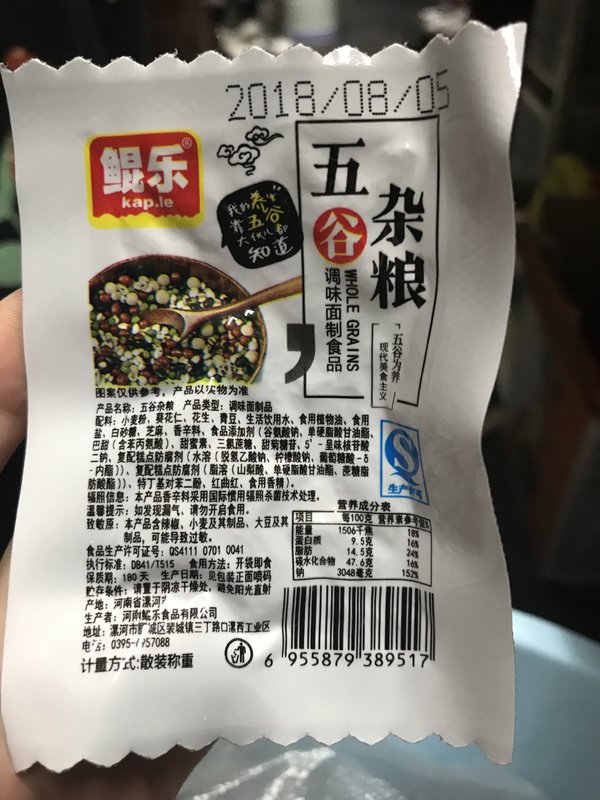 2018/08/05
鲲乐®
kap.le
我的养生
靠五谷
大伙儿都
知道
五谷
杂粮
WHOLE GRAINS
调味面制食品
「五谷为养
现代美食主义」
图案仅供参考，产品以实物为准
产品名称：五谷杂粮 产品类型：调味面制品
配料：小麦粉、葵花仁、花生、青豆、生活饮用水、食用植物油、食用
盐、白砂糖、芝麻、香辛料、食品添加剂（谷氨酸钠、单硬脂酸甘油酯、
巴甜（含苯丙氨酸）、甜蜜素、三氯蔗糖、甜菊糖苷、5'-呈味核苷酸
二钠、复配糕点防腐剂（水溶（脱氢乙酸钠、柠檬酸钠、葡萄糖酸-δ
-内酯））、复配糕点防腐剂（脂溶（山梨酸、单硬脂酸甘油酯、蔗糖脂
肪酸酯））、特丁基对苯二酚、红曲红、食用香精）。
辐照信息：本产品香辛料采用国际惯用辐照杀菌技术处理。
温馨提示：如发现漏气，请勿开启食用。
致敏原：本产品含辣椒、小麦及其制品、大豆及其
制品，可能导致过敏。
食品生产许可证号：QS4111 0701 0041
执行标准：DB41/T515 食用方法：开袋即食
保质期：180天 生产日期：见包装正面喷码
贮存条件：请置于阴凉干燥处，避免阳光直射
产地：河南省漯河
生产者：河南鲲乐食品有限公司
地址：漯河市城区裴城镇三丁路口漯西工业区
电话：0395-957088
计量方式：散装称重
生产许可
营养成分表
项目 每100克 营养素参考值%
能量 1506千焦 18%
蛋白质 9.5克 16%
脂肪 14.5克 24%
碳水化合物 47.6克 16%
钠 3048毫克 152%
6 955879 389517